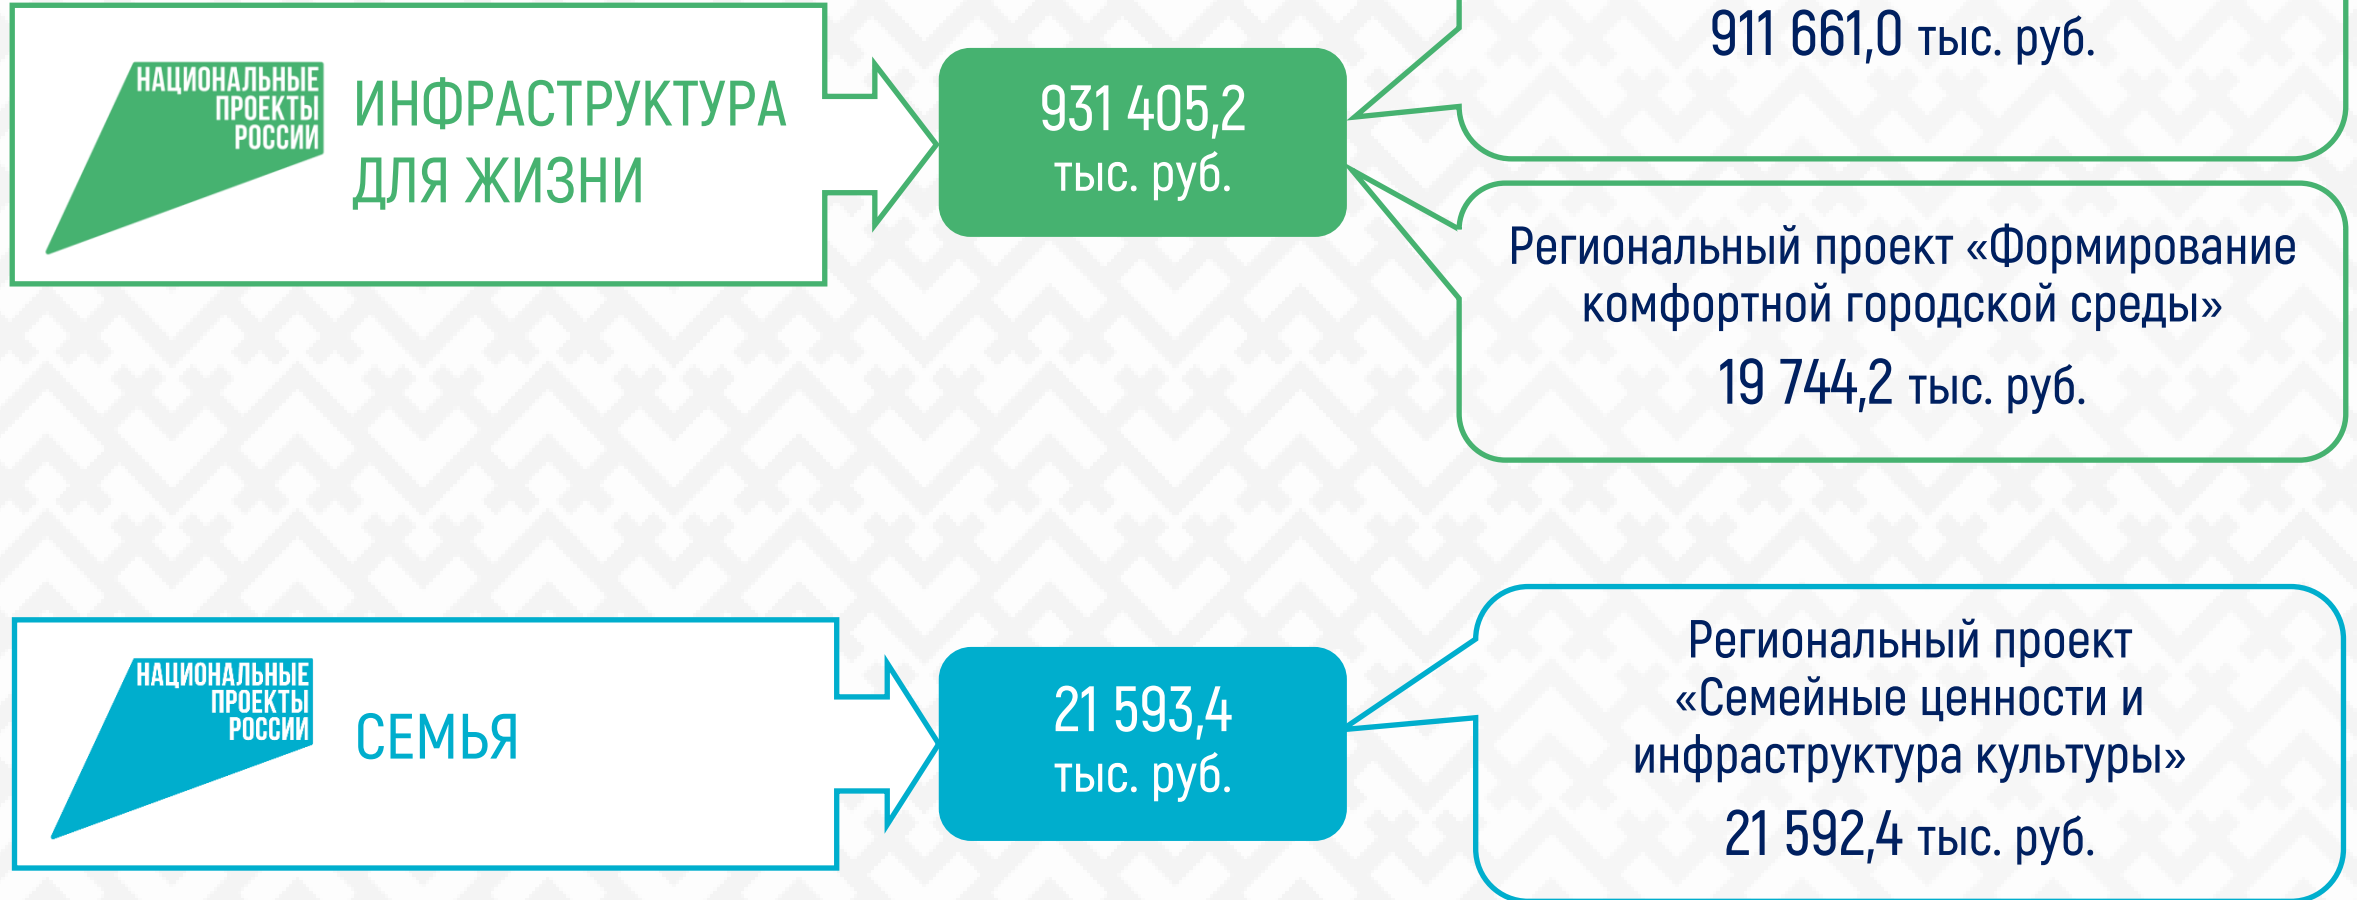 911 661,0 тыс. руб.
НАЦИОНАЛЬНЫЕ
ПРОЕКТЫ
РОССИИ
ИНФРАСТРУКТУРА
ДЛЯ ЖИЗНИ
931 405,2
тыс. руб.
Региональный проект «Формирование
комфортной городской среды»
19 744,2 тыс. руб.
НАЦИОНАЛЬНЫЕ
ПРОЕКТЫ
РОССИИ
СЕМЬЯ
21 593,4
тыс. руб.
Региональный проект
«Семейные ценности и
инфраструктура культуры»
21 592,4 тыс. руб.